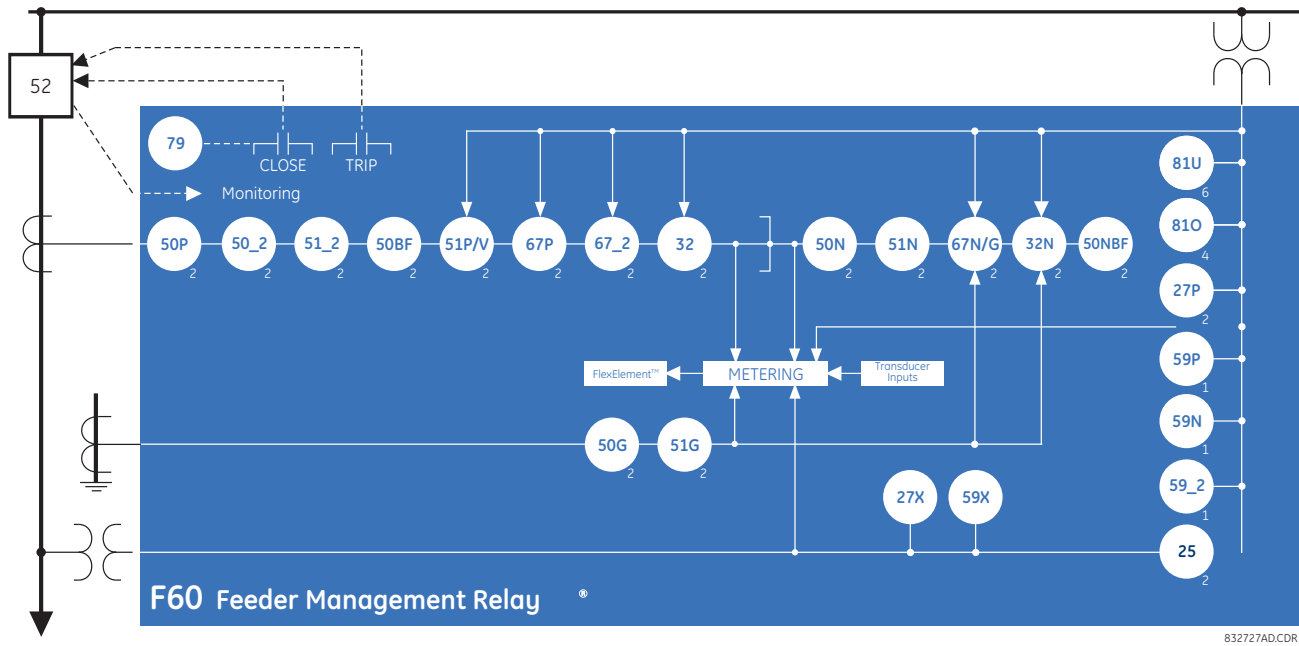 52
79
CLOSE
TRIP
Monitoring
81U
6
81O
4
50P
2
50_2
2
51_2
2
50BF
2
51P/V
2
67P
2
67_2
2
32
2
50N
2
51N
2
67N/G
2
32N
2
50NBF
2
27P
2
59P
1
FlexElement™
METERING
Transducer
Inputs
50G
2
51G
2
59N
1
27X
59X
59_2
1
25
2
F60 Feeder Management Relay ®
832727AD.CDR